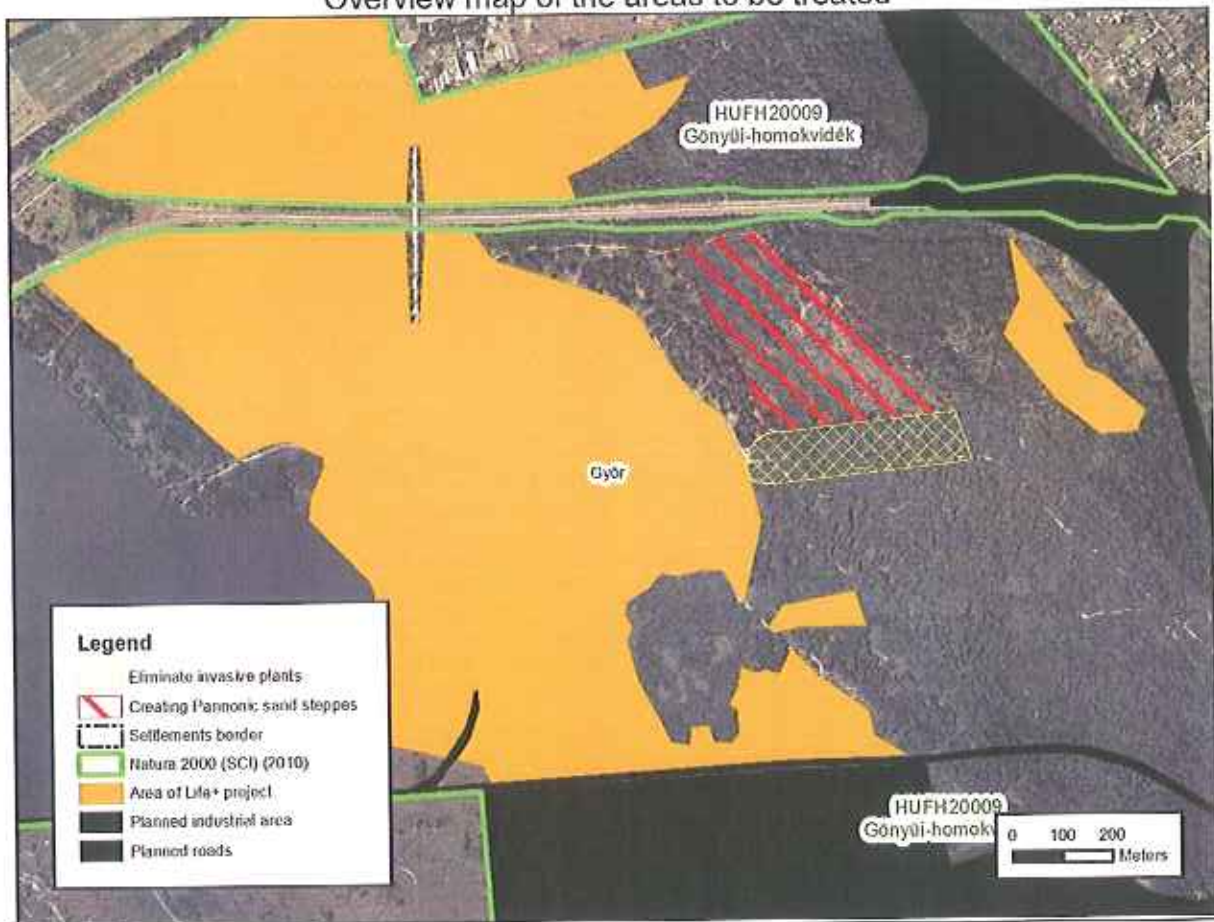 Overview map of the areas to be treated
HUFH20009
Gönyűi-homokvidék
Győr
Legend
Eliminate invasive plants
Creating Pannonic sand steppes
Settlements border
Natura 2000 (SCI) (2010)
Area of Life+ project
Planned industrial area
Planned roads
HUFH20009
Gönyűi-homokv
0 100 200
Meters